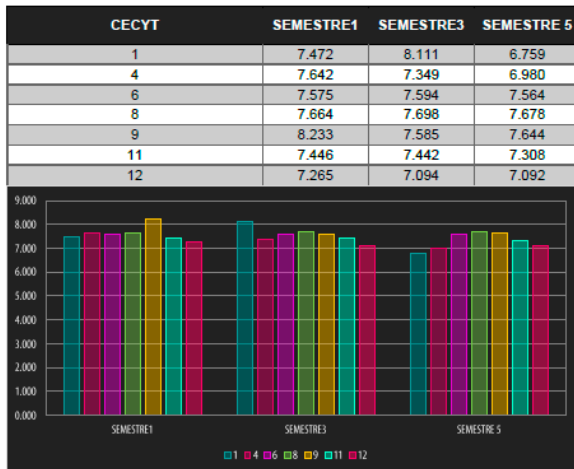 CECYT SEMESTRE1 SEMESTRE3 SEMESTRE 5
1 7.472 8.111 6.759
4 7.642 7.349 6.980
6 7.575 7.594 7.564
8 7.664 7.698 7.678
9 8.233 7.585 7.644
11 7.446 7.442 7.308
12 7.265 7.094 7.092
9.000
8.000
7.000
6.000
5.000
4.000
3.000
2.000
1.000
0.000
SEMESTRE1 SEMESTRE3 SEMESTRE 5
1 4 6 8 9 11 12